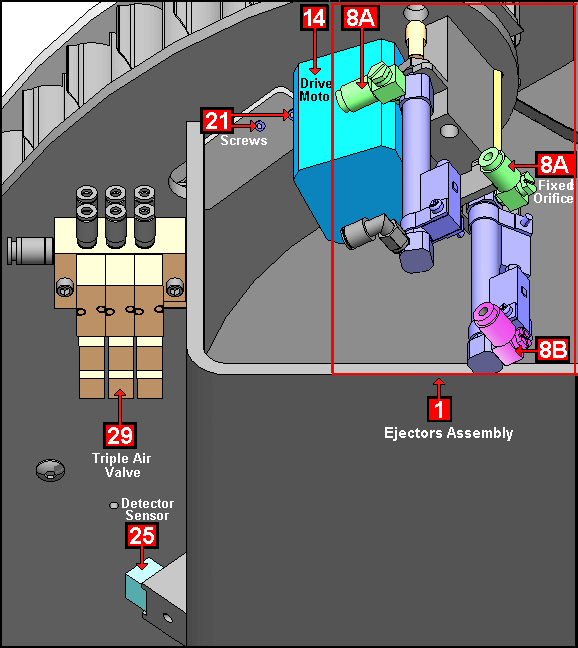 14
8A
Drive
Moto
21
Screws
8A
Fixed
Orifice
8B
1
Ejectors Assembly
29
Triple Air
Valve
Detector
Sensor
25